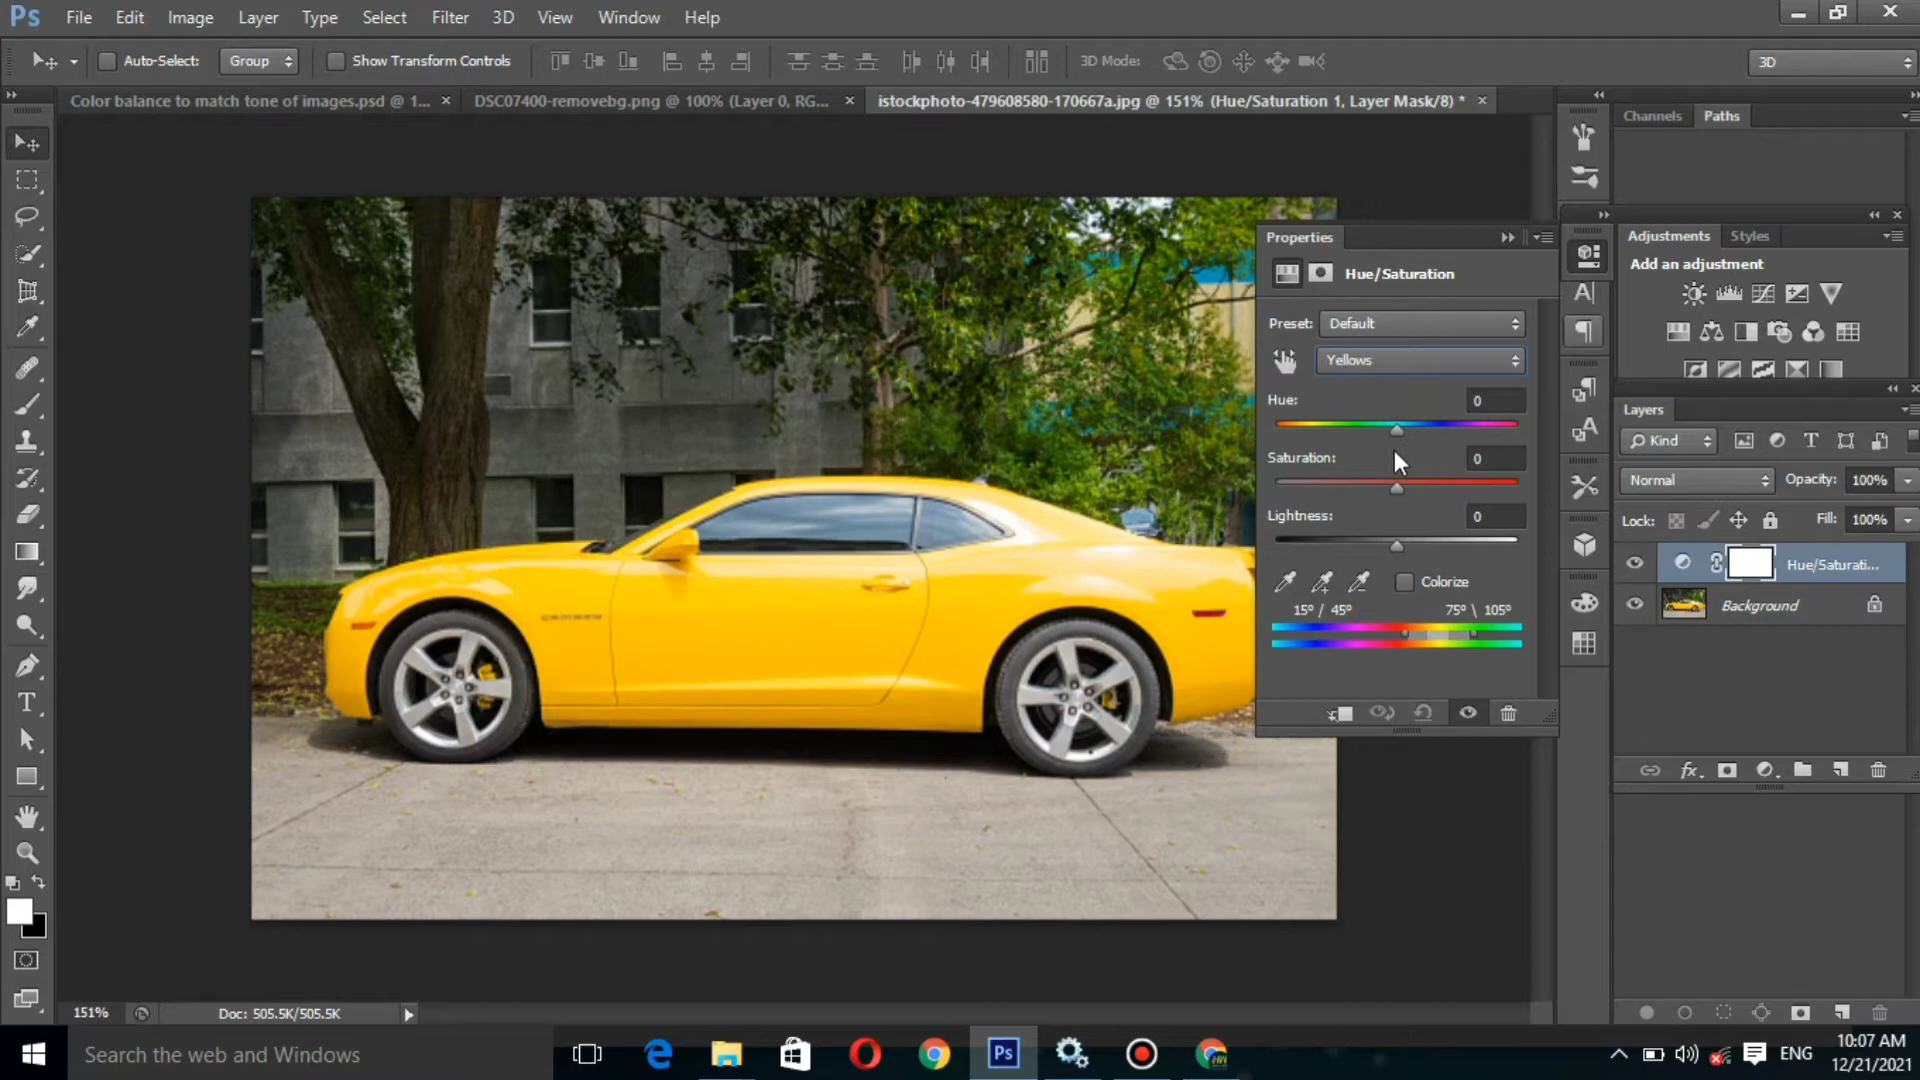 Ps File Edit Image Layer Type Select Filter 3D View Window Help
Auto-Select: Group Show Transform Controls 3D Mode: 3D
Color balance to match tone of images.psd @ 1... × DSC07400-removebg.png @ 100% (Layer 0, RG... × istockphoto-479608580-170667a.jpg @ 151% (Hue/Saturation 1, Layer Mask/8) * ×
Channels Paths
Properties
Hue/Saturation
Preset: Default
Yellows
Hue: 0
Saturation: 0
Lightness: 0
Colorize
15º / 45º 75º \ 105º
Adjustments Styles
Add an adjustment
Layers
Kind
Normal Opacity: 100%
Lock: Fill: 100%
Hue/Saturati...
Background
151% Doc: 505.5K/505.5K
Search the web and Windows
Ps
ENG
10:07 AM
12/21/2021